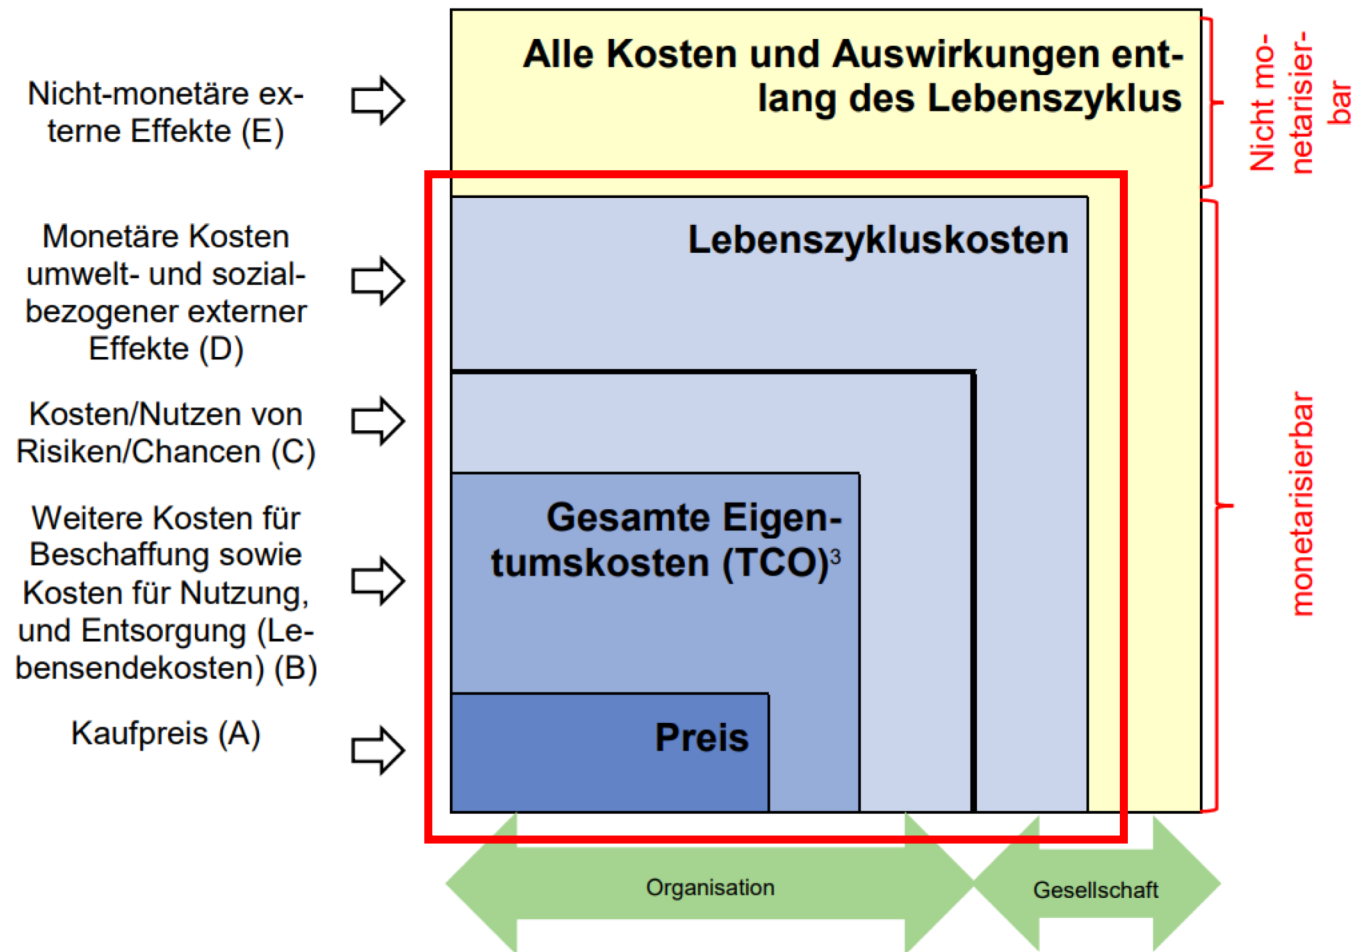 Alle Kosten und Auswirkungen ent-
lang des Lebenszyklus
Nicht-monetäre ex-
terne Effekte (E)
Nicht mo-
netarisier-
bar
Monetäre Kosten
umwelt- und sozial-
bezogener externer
Effekte (D)
Lebenszykluskosten
Kosten/Nutzen von
Risiken/Chancen (C)
monetarisierbar
Weitere Kosten für
Beschaffung sowie
Kosten für Nutzung,
und Entsorgung (Le-
bensendekosten) (B)
Gesamte Eigen-
tumskosten (TCO)³
Kaufpreis (A)
Preis
Organisation
Gesellschaft